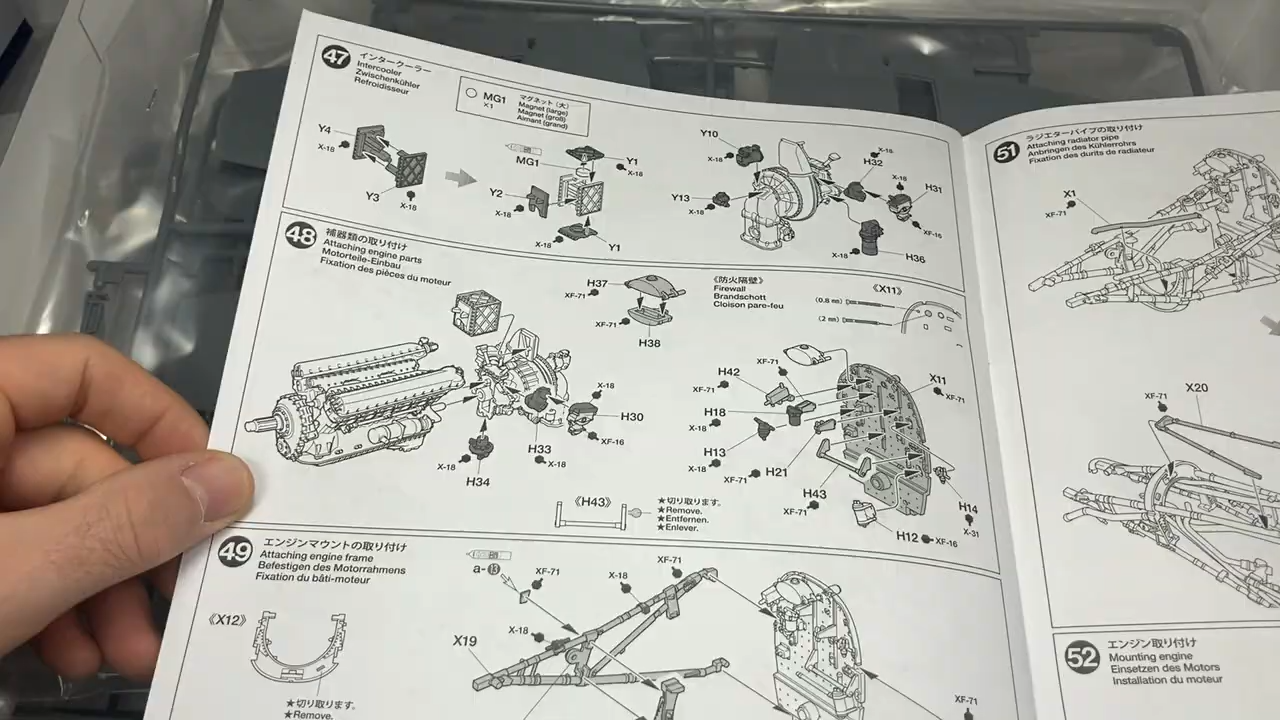 47
インタークーラー
Intercooler
Zwischenkühler
Refroidisseur
MG1
×1
マグネット（大）
Magnet (large)
Magnet (groß)
Aimant (grand)
Y4
X-18
Y3
X-18
MG1
Y1
X-18
Y2
X-18
X-18
Y1
Y10
X-18
Y13
X-18
X-18
H32
X-18
H31
XF-16
X-18
H36
48
補器類の取り付け
Attaching engine parts
Motorteile-Einbau
Fixation des pièces du moteur
H37
XF-71
XF-71
H38
X-18
H30
XF-16
H33
X-18
X-18
H34
《防火隔壁》
Firewall
Brandschott
Cloison pare-feu
《X11》
(0.8 mm)
(2 mm)
XF-71
H42
XF-71
X11
XF-71
H18
X-18
H13
X-18
H21
XF-71
H43
XF-71
H14
X-31
H12
XF-16
《H43》
★切り取ります。
★Remove.
★Entfernen.
★Enlever.
49
エンジンマウントの取り付け
Attaching engine frame
Befestigen des Motorrahmens
Fixation du bâti-moteur
《X12》
★切り取ります。
★Remove.
a-13
XF-71
X-18
XF-71
X-18
X19
XF-71
51
ラジエターパイプの取り付け
Attaching radiator pipe
Anbringen des Kühlerrohrs
Fixation des durits de radiateur
X1
XF-71
X20
XF-71
52
エンジン取り付け
Mounting engine
Einsetzen des Motors
Installation du moteur